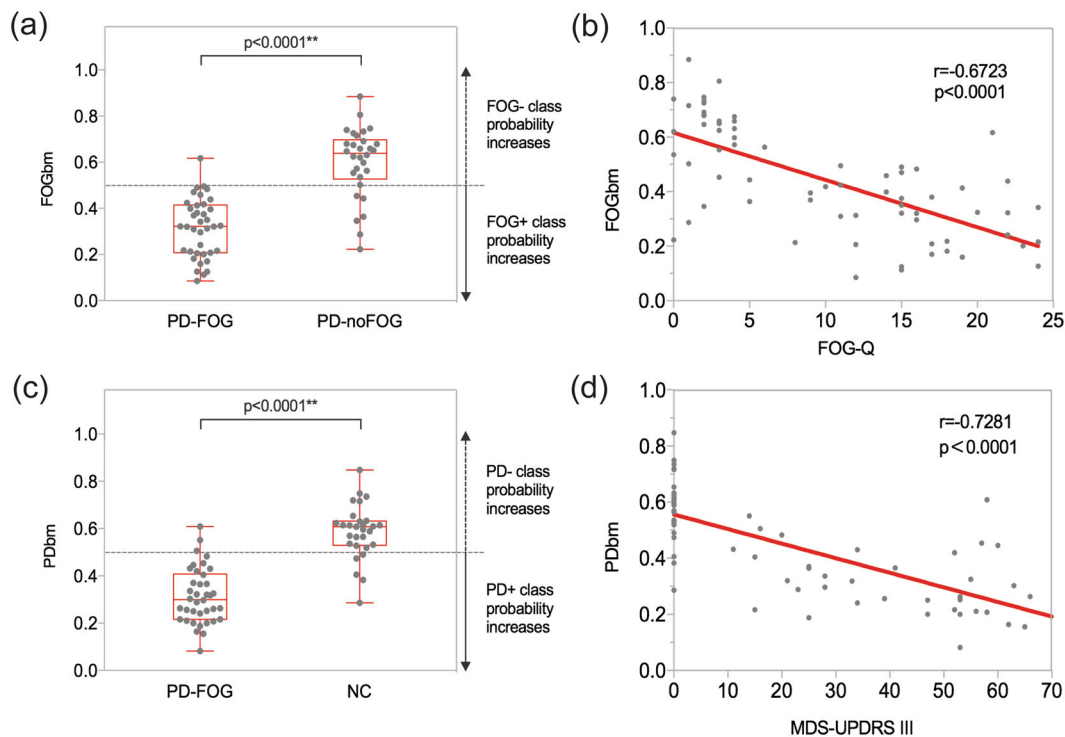 (a)
p<0.0001**
FOGbm
1.0
0.8
0.6
0.4
0.2
0.0
PD-FOG
PD-noFOG
FOG- class
probability
increases
FOG+ class
probability
increases
(b)
r=-0.6723
p<0.0001
FOGbm
1.0
0.8
0.6
0.4
0.2
0.0
0
5
10
15
20
25
FOG-Q
(c)
p<0.0001**
PDbm
1.0
0.8
0.6
0.4
0.2
0.0
PD-FOG
NC
PD- class
probability
increases
PD+ class
probability
increases
(d)
r=-0.7281
p<0.0001
PDbm
1.0
0.8
0.6
0.4
0.2
0.0
0
10
20
30
40
50
60
70
MDS-UPDRS III